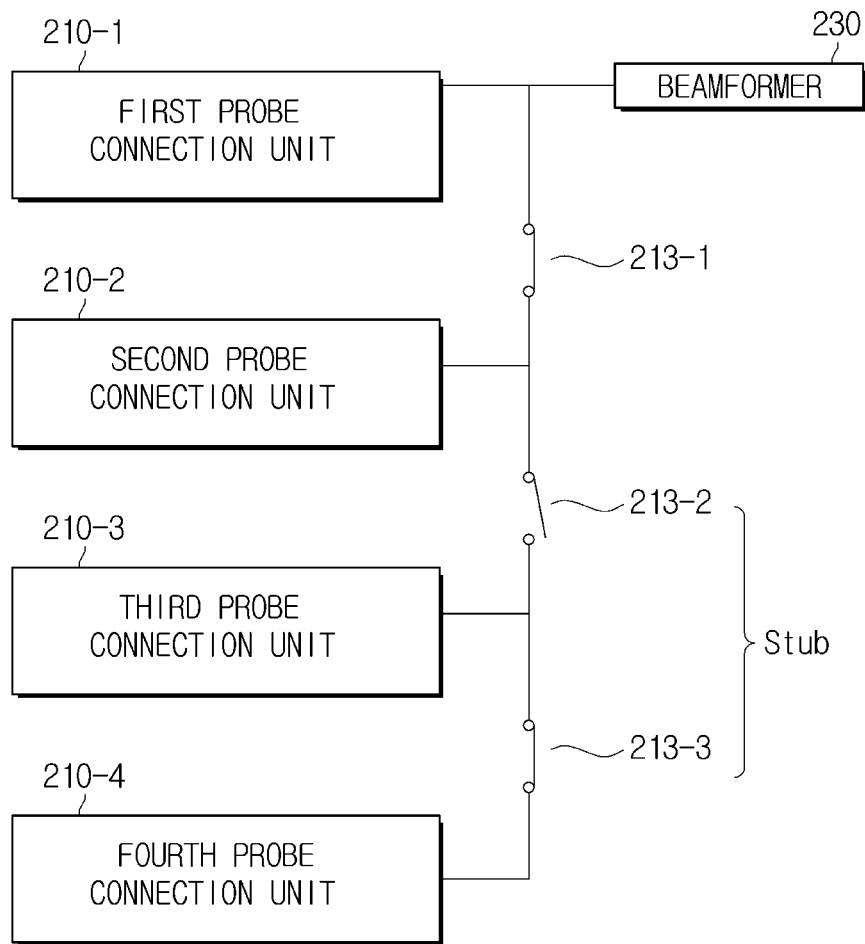 210-1
230
FIRST PROBE
CONNECTION UNIT
BEAMFORMER
213-1
210-2
SECOND PROBE
CONNECTION UNIT
213-2
210-3
THIRD PROBE
CONNECTION UNIT
Stub
213-3
210-4
FOURTH PROBE
CONNECTION UNIT